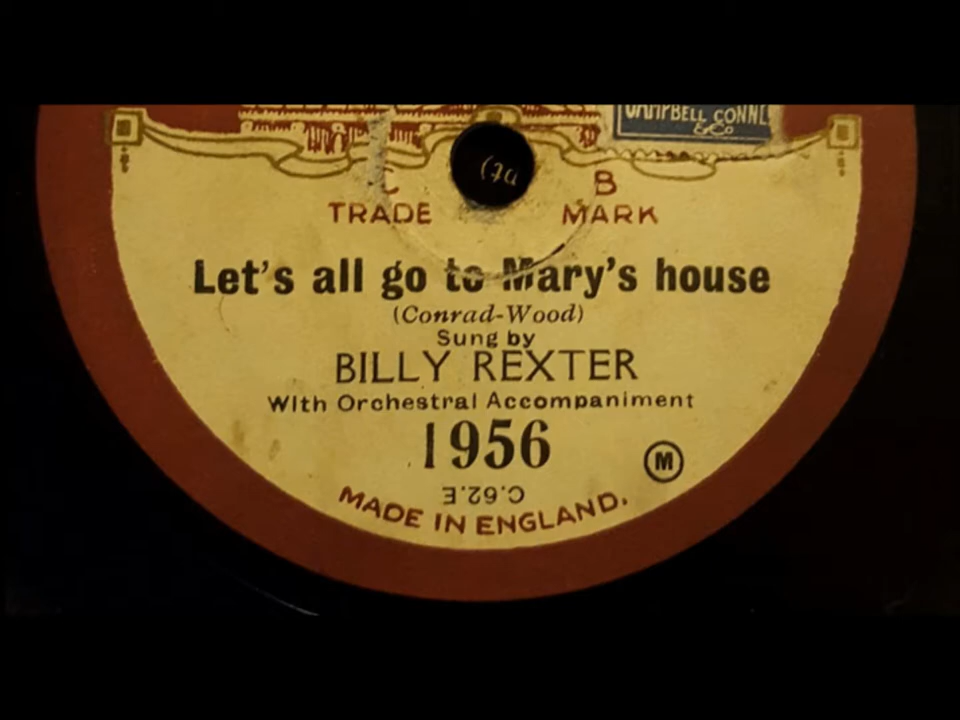 CAMPBELL CONNE
& Co
C B
TRADE MARK
Let's all go to Mary's house
(Conrad-Wood)
Sung by
BILLY REXTER
With Orchestral Accompaniment
1956
M
C.62.E
MADE IN ENGLAND.